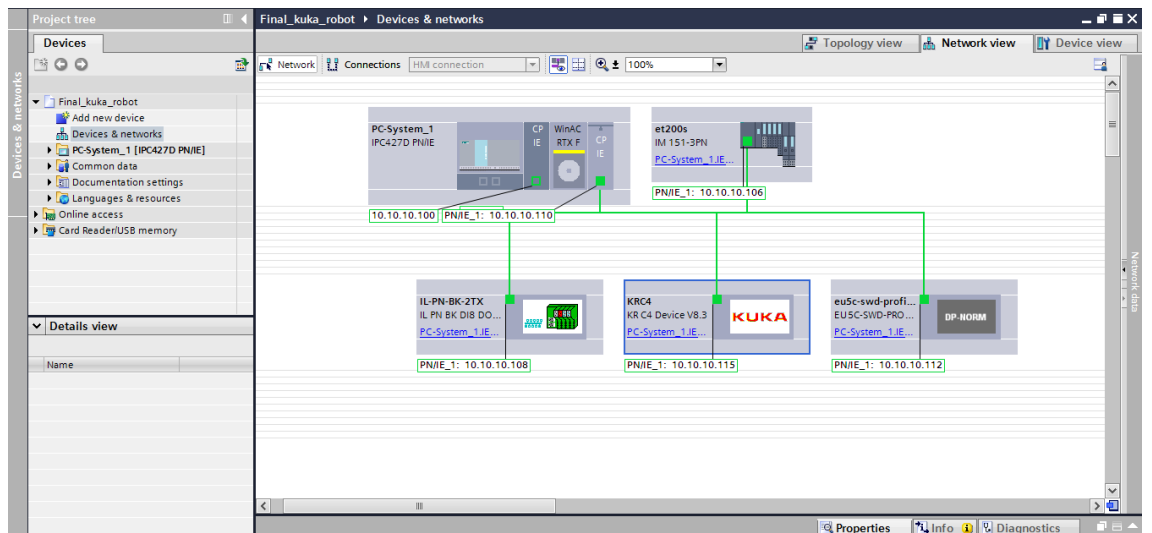 Project tree
Final_kuka_robot ▸ Devices & networks
Devices
Topology view
Network view
Device view
Network
Connections
HMI connection
100%
Devices & networks
Final_kuka_robot
Add new device
Devices & networks
PC-System_1 [IPC427D PN/IE]
Common data
Documentation settings
Languages & resources
Online access
Card Reader/USB memory
Details view
Name
PC-System_1
IPC427D PN/IE
CP
IE
WinAC
RTX F
CP
IE
10.10.10.100
PN/IE_1: 10.10.10.110
et200s
IM 151-3PN
PC-System_1.IE...
PN/IE_1: 10.10.10.106
IL-PN-BK-2TX
IL PN BK DI8 DO...
PC-System_1.IE...
PN/IE_1: 10.10.10.108
KRC4
KR C4 Device V8.3
PC-System_1.IE...
KUKA
PN/IE_1: 10.10.10.115
eu5c-swd-profi...
EU5C-SWD-PRO...
PC-System_1.IE...
DP-NORM
PN/IE_1: 10.10.10.112
Network data
Properties
Info
Diagnostics